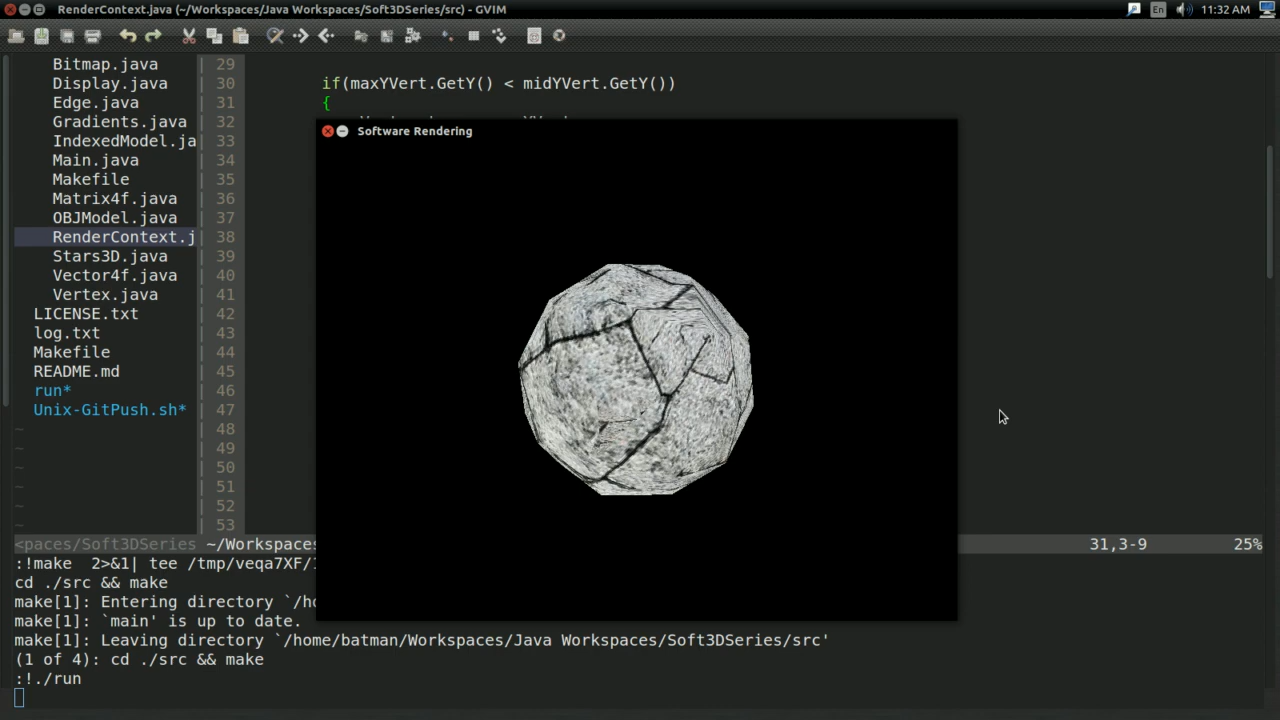 RenderContext.java (~/Workspaces/Java Workspaces/Soft3DSeries/src) - GVIM
En
11:32 AM
Bitmap.java | 29
Display.java | 30 if(maxYVert.GetY() < midYVert.GetY())
Edge.java | 31 {
Gradients.java | 32
IndexedModel.ja | 33
Software Rendering
Main.java | 34
Makefile | 35
Matrix4f.java | 36
OBJModel.java | 37
RenderContext.j | 38
Stars3D.java | 39
Vector4f.java | 40
Vertex.java | 41
LICENSE.txt | 42
log.txt | 43
Makefile | 44
README.md | 45
run* | 46
Unix-GitPush.sh* | 47
~ | 48
~ | 49
~ | 50
~ | 51
~ | 52
~ | 53
<paces/Soft3DSeries ~/Workspaces 31,3-9 25%
:!make 2>&1| tee /tmp/veqa7XF/
cd ./src && make
make[1]: Entering directory `/ho
make[1]: `main' is up to date.
make[1]: Leaving directory `/home/batman/Workspaces/Java Workspaces/Soft3DSeries/src'
(1 of 4): cd ./src && make
:!./run